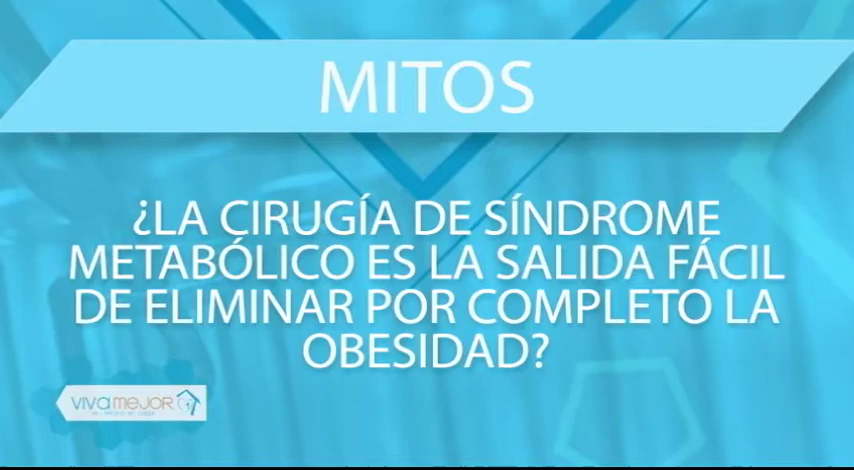 MITOS
¿LA CIRUGÍA DE SÍNDROME
METABÓLICO ES LA SALIDA FÁCIL
DE ELIMINAR POR COMPLETO LA
OBESIDAD?
VIVAMEJOR